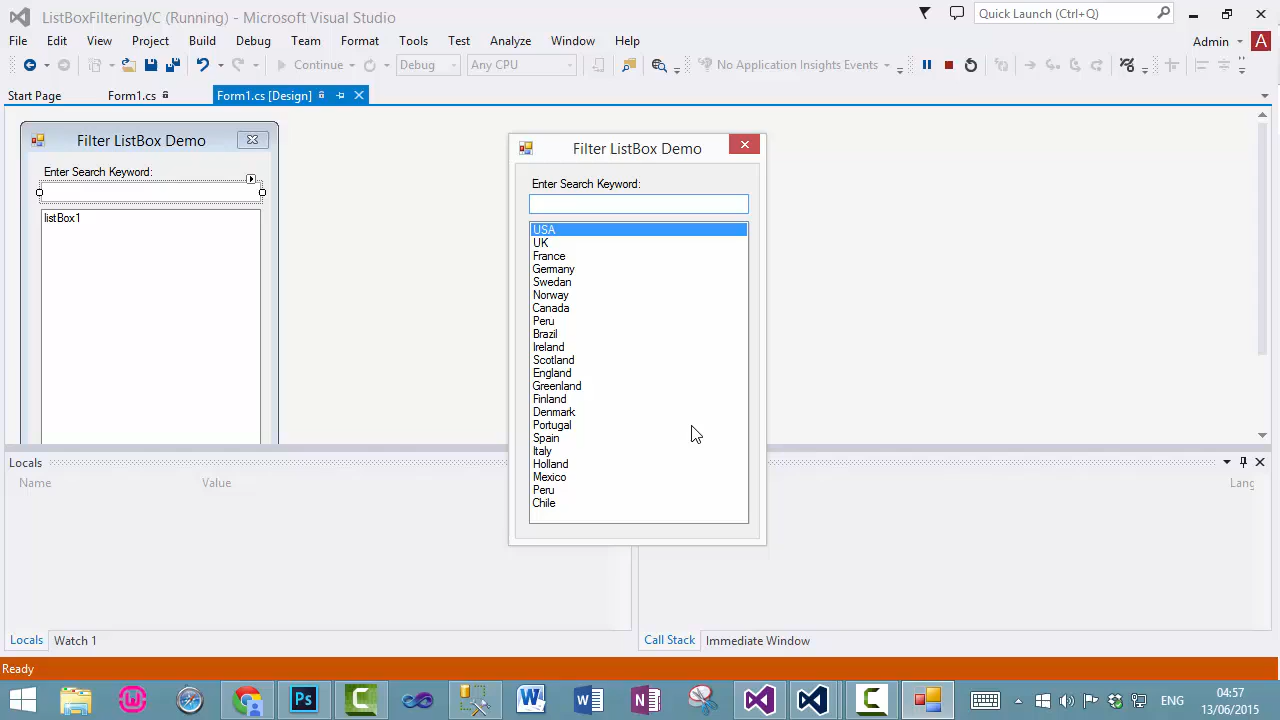 ListBoxFilteringVC (Running) - Microsoft Visual Studio
Quick Launch (Ctrl+Q)
File Edit View Project Build Debug Team Format Tools Test Analyze Window Help
Admin A
Continue Debug Any CPU No Application Insights Events
Start Page Form1.cs Form1.cs [Design]
Filter ListBox Demo
Enter Search Keyword:
listBox1
Filter ListBox Demo
Enter Search Keyword:
USA
UK
France
Germany
Swedan
Norway
Canada
Peru
Brazil
Ireland
Scotland
England
Greenland
Finland
Denmark
Portugal
Spain
Italy
Holland
Mexico
Peru
Chile
Locals
Name Value
Lang
Locals Watch 1
Call Stack Immediate Window
Ready
Ps
ENG
04:57
13/06/2015